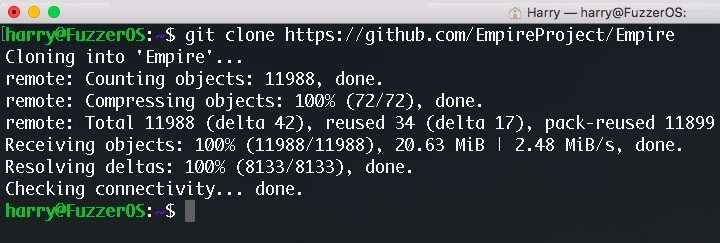 Harry — harry@FuzzerOS:
harry@FuzzerOS:~$ git clone https://github.com/EmpireProject/Empire
Cloning into 'Empire'...
remote: Counting objects: 11988, done.
remote: Compressing objects: 100% (72/72), done.
remote: Total 11988 (delta 42), reused 34 (delta 17), pack-reused 11899
Receiving objects: 100% (11988/11988), 20.63 MiB | 2.48 MiB/s, done.
Resolving deltas: 100% (8133/8133), done.
Checking connectivity... done.
harry@FuzzerOS:~$